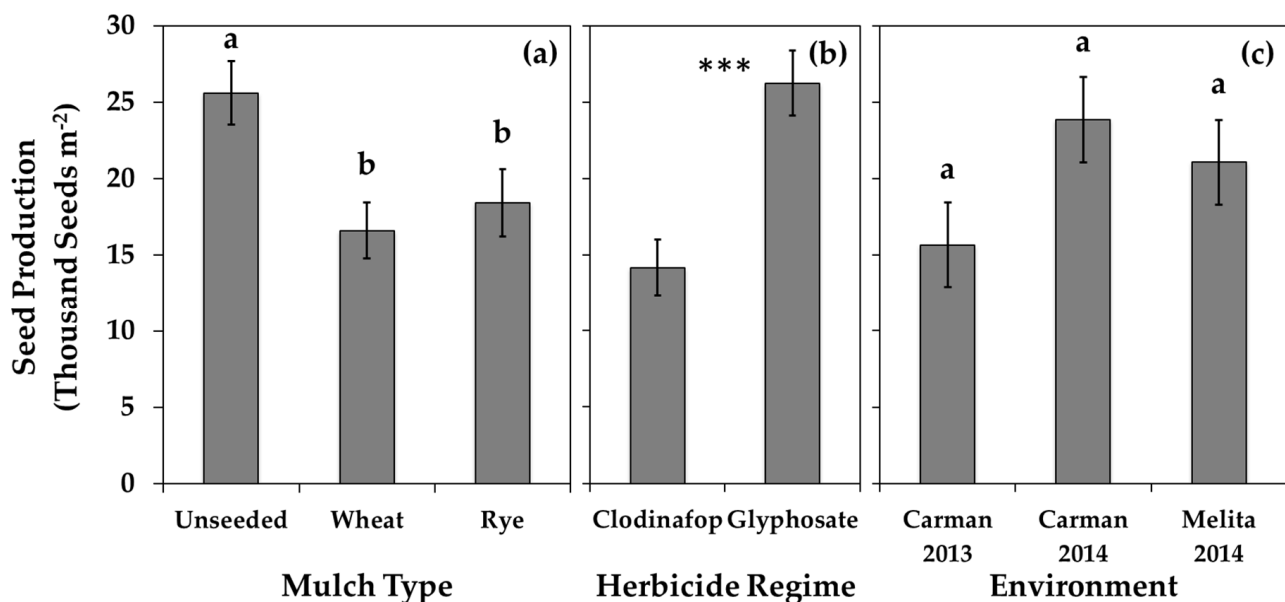 Seed Production
(Thousand Seeds m-2)
30
25
20
15
10
5
0
(a)
a
b
b
Unseeded Wheat Rye
Mulch Type
(b)
***
Clodinafop Glyphosate
Herbicide Regime
(c)
a
a
a
Carman Carman Melita
2013 2014 2014
Environment